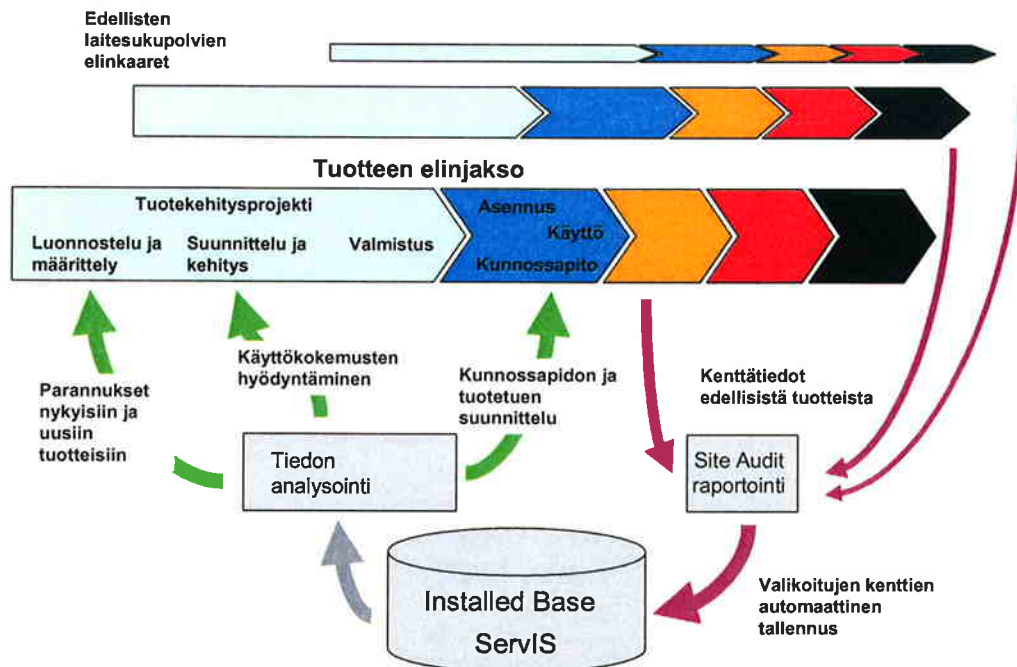 Edellisten
laitesukupolvien
elinkaaret
Tuotteen elinjakso
Tuotekehitysprojekti
Luonnostelu ja
määrittely
Suunnittelu ja
kehitys
Valmistus
Asennus
Käyttö
Kunnossapito
Parannukset
nykyisiin ja
uusiin
tuotteisiin
Käyttökokemusten
hyödyntäminen
Kunnossapidon ja
tuotetuen
suunnittelu
Kenttätiedot
edellisistä tuotteista
Tiedon
analysointi
Site Audit
raportointi
Installed Base
ServIS
Valikoitujen kenttien
automaattinen
tallennus